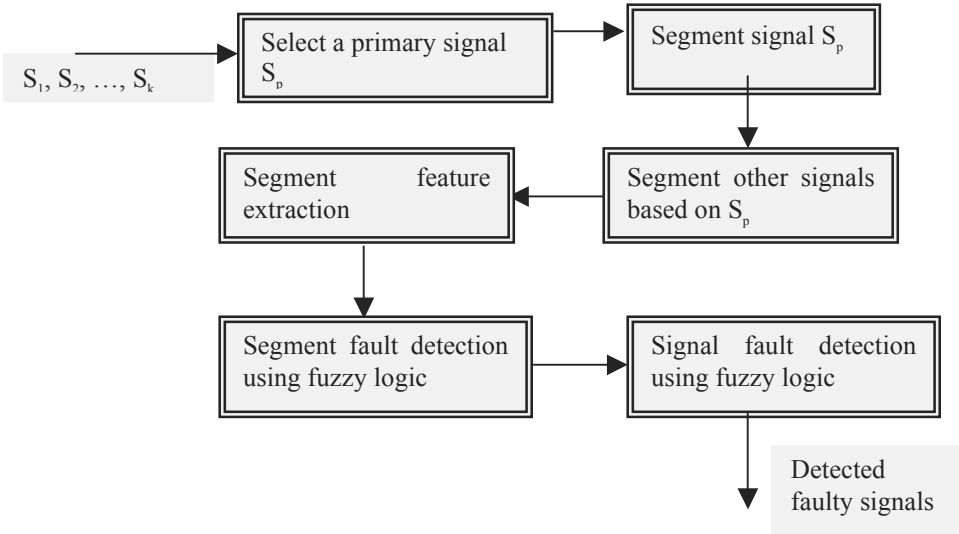 S₁, S₂, …, Sₖ
Select a primary signal
Sₚ
Segment signal Sₚ
Segment feature
extraction
Segment other signals
based on Sₚ
Segment fault detection
using fuzzy logic
Signal fault detection
using fuzzy logic
Detected
faulty signals